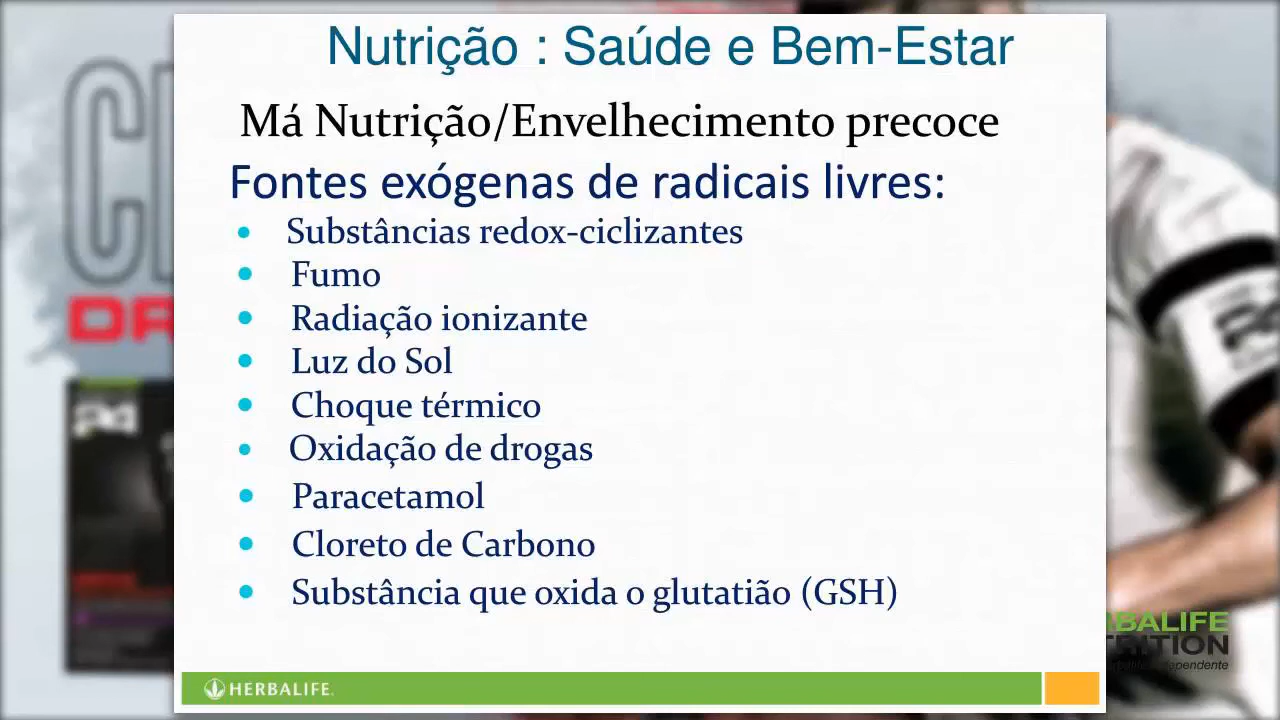 Nutrição : Saúde e Bem-Estar
Má Nutrição/Envelhecimento precoce
Fontes exógenas de radicais livres:
Substâncias redox-ciclizantes
Fumo
Radiação ionizante
Luz do Sol
Choque térmico
Oxidação de drogas
Paracetamol
Cloreto de Carbono
Substância que oxida o glutatião (GSH)
HERBALIFE